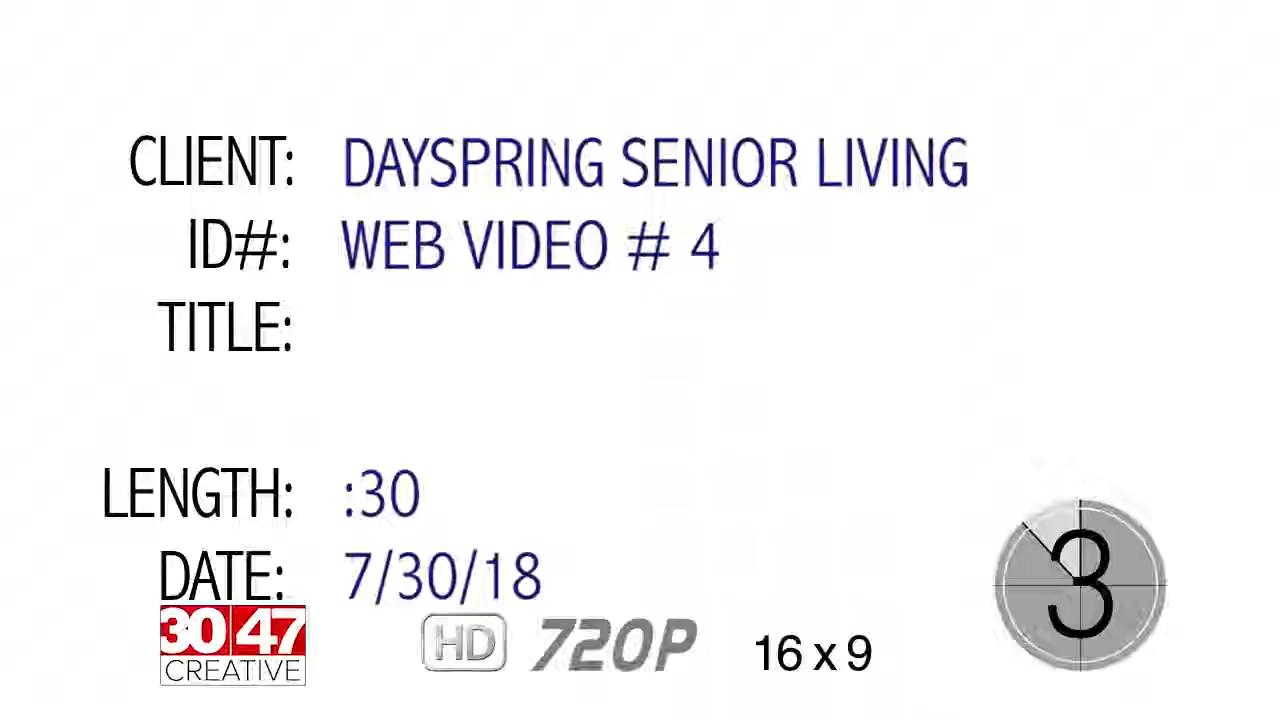 CLIENT: DAYSPRING SENIOR LIVING
ID#: WEB VIDEO # 4
TITLE:
LENGTH: :30
DATE: 7/30/18
30 47
CREATIVE
HD 720P
16 x 9
3